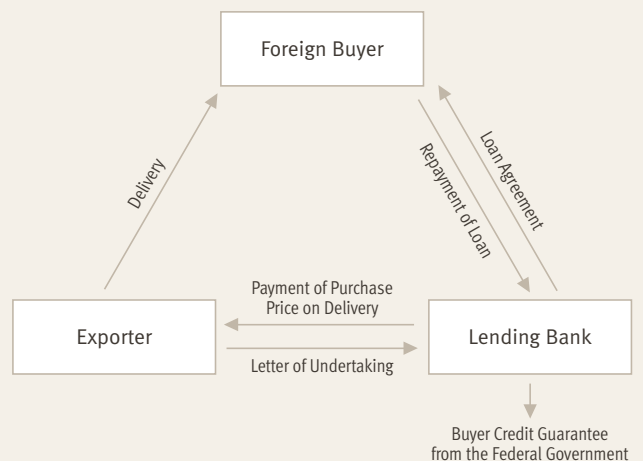 Foreign Buyer
Delivery
Repayment of Loan
Loan Agreement
Payment of Purchase
Price on Delivery
Exporter
Lending Bank
Letter of Undertaking
Buyer Credit Guarantee
from the Federal Government